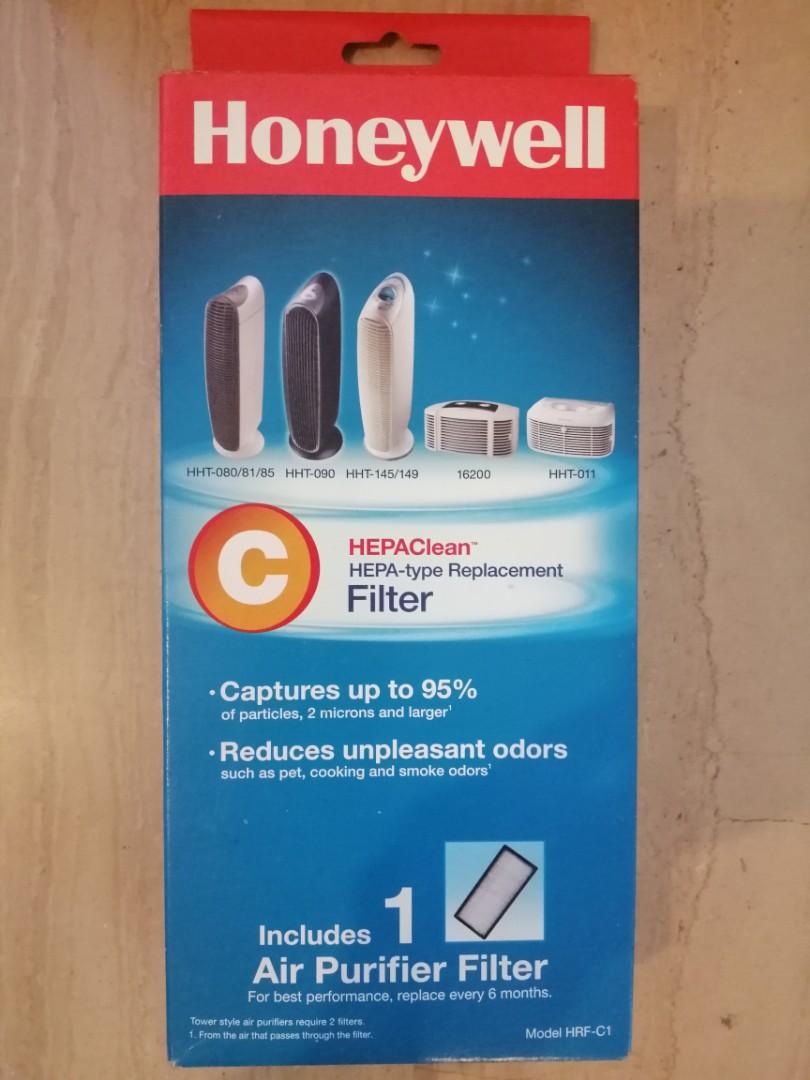 Honeywell
HHT-080/81/85 HHT-090 HHT-145/149 16200 HHT-011
C
HEPAClean™
HEPA-type Replacement
Filter
• Captures up to 95%
of particles, 2 microns and larger¹
• Reduces unpleasant odors
such as pet, cooking and smoke odors¹
Includes 1
Air Purifier Filter
For best performance, replace every 6 months.
Tower style air purifiers require 2 filters.
1. From the air that passes through the filter.
Model HRF-C1